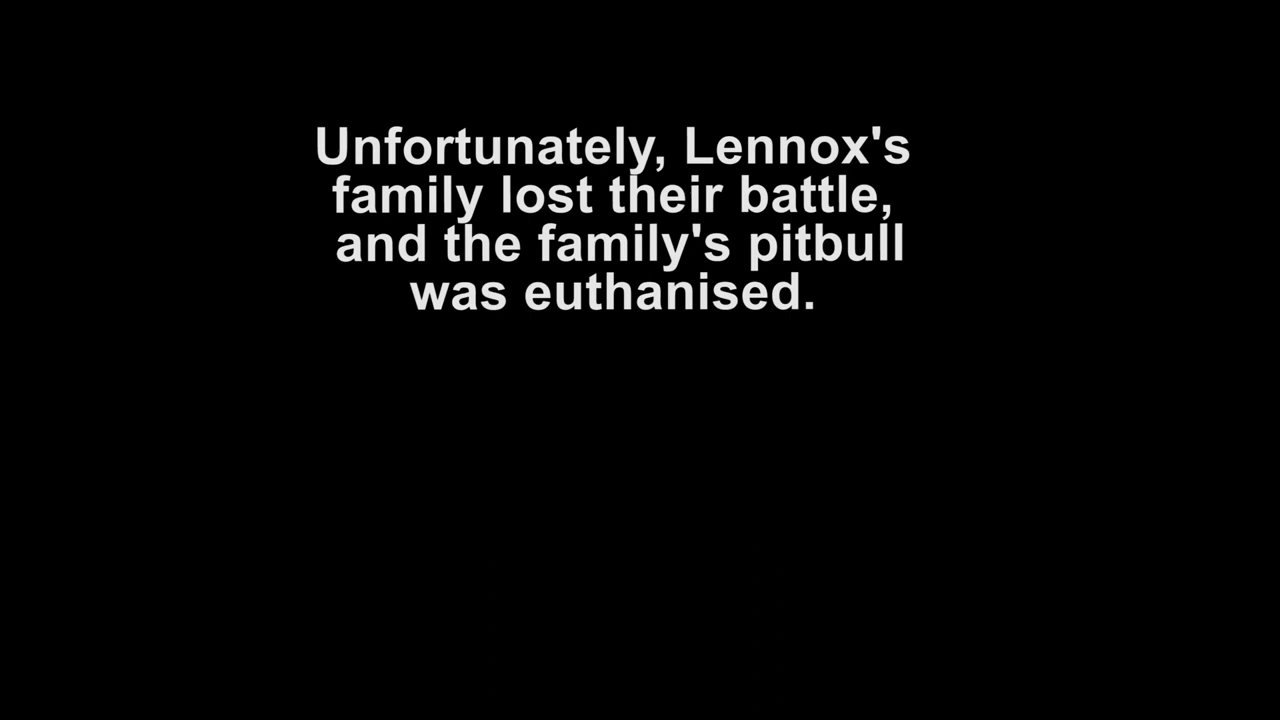 Unfortunately, Lennox's
family lost their battle,
and the family's pitbull
was euthanised.